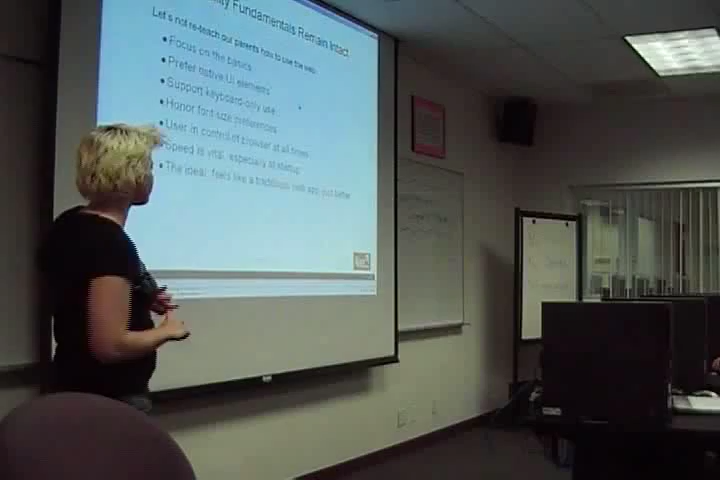 Fundamentals Remain Intact
Let's not re-teach our parents how to use the web.
• Focus on the basics
• Prefer native UI elements
• Support keyboard-only use
• Honor font size preferences
• User in control of browser at all times
• Speed is vital, especially at startup
• The ideal: feels like a traditional web app, but better